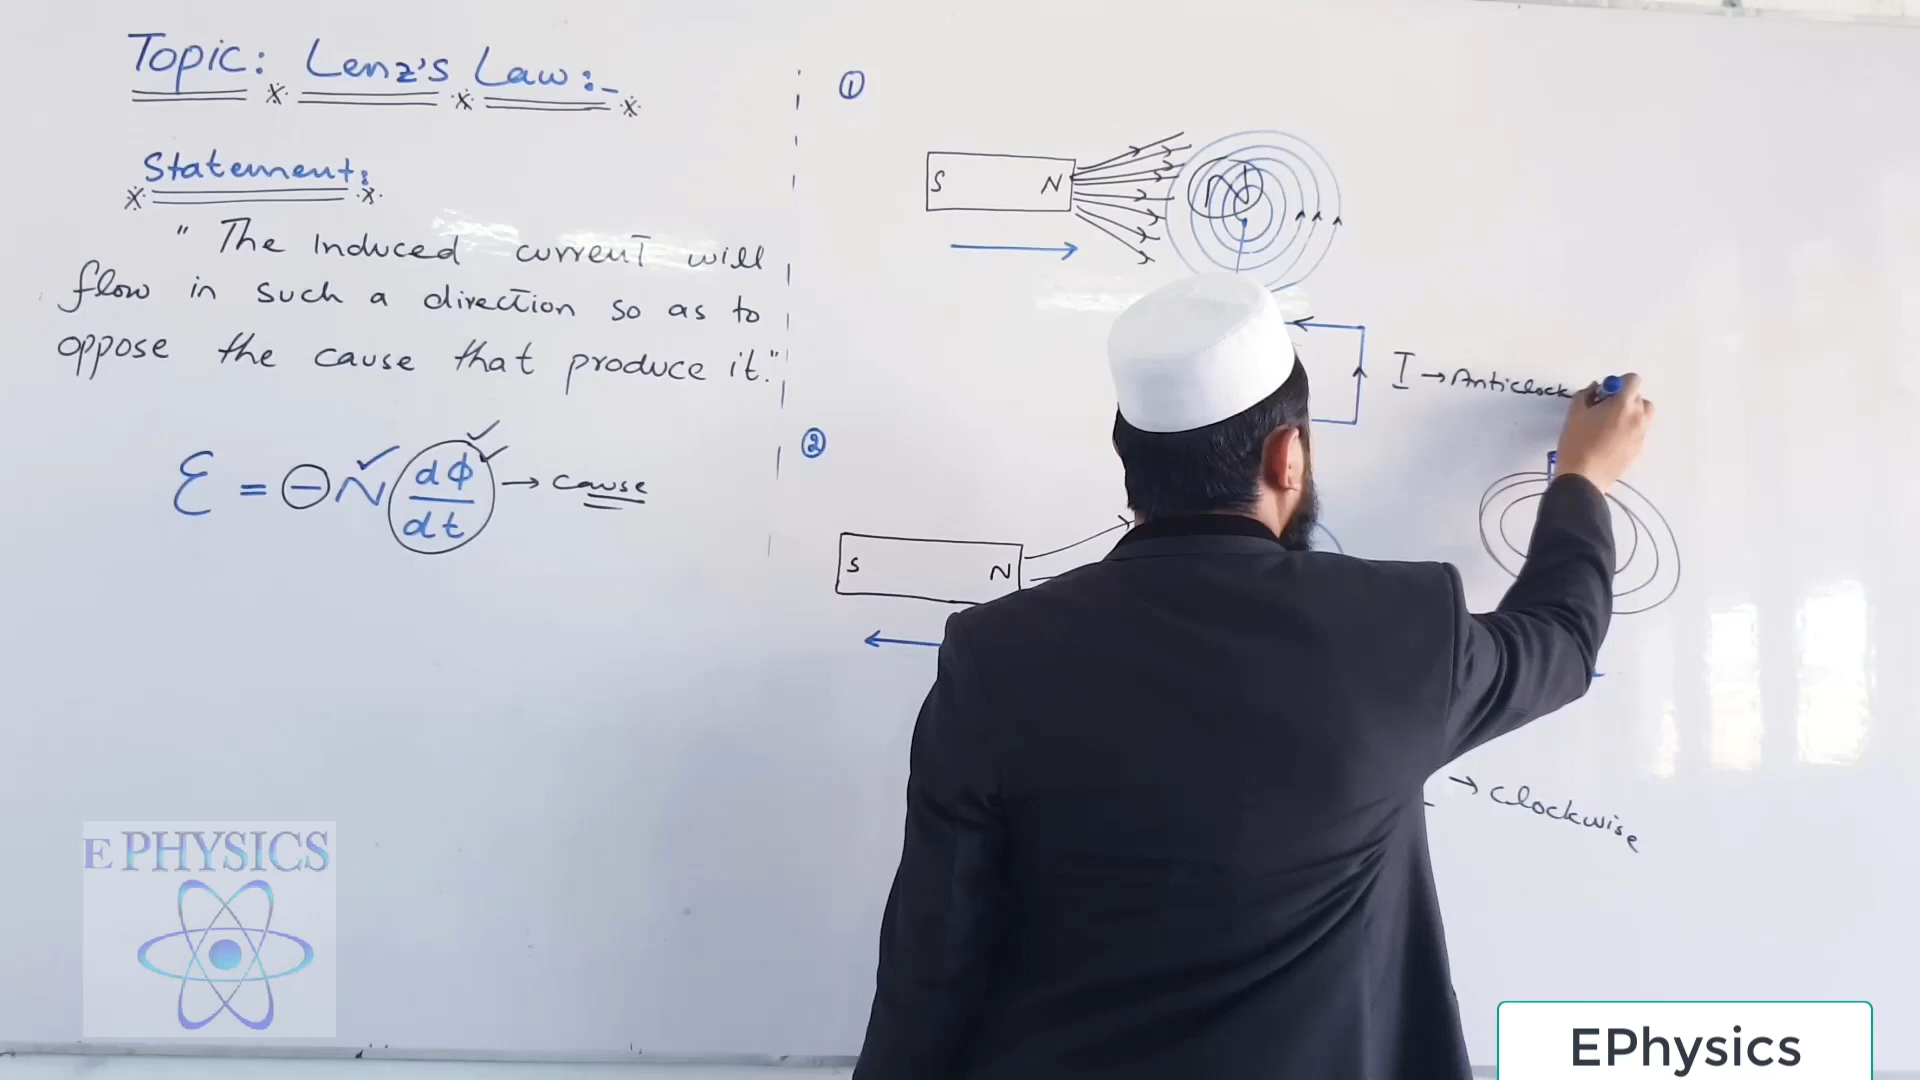 Topic: Lenz's Law:-
Statement:
" The Induced current will
flow in such a direction so as to
oppose the cause that produce it."
ε = - N dΦ/dt → cause
①
S N N
I → Anticlock
②
S N
→ Clockwise
E PHYSICS
EPhysics